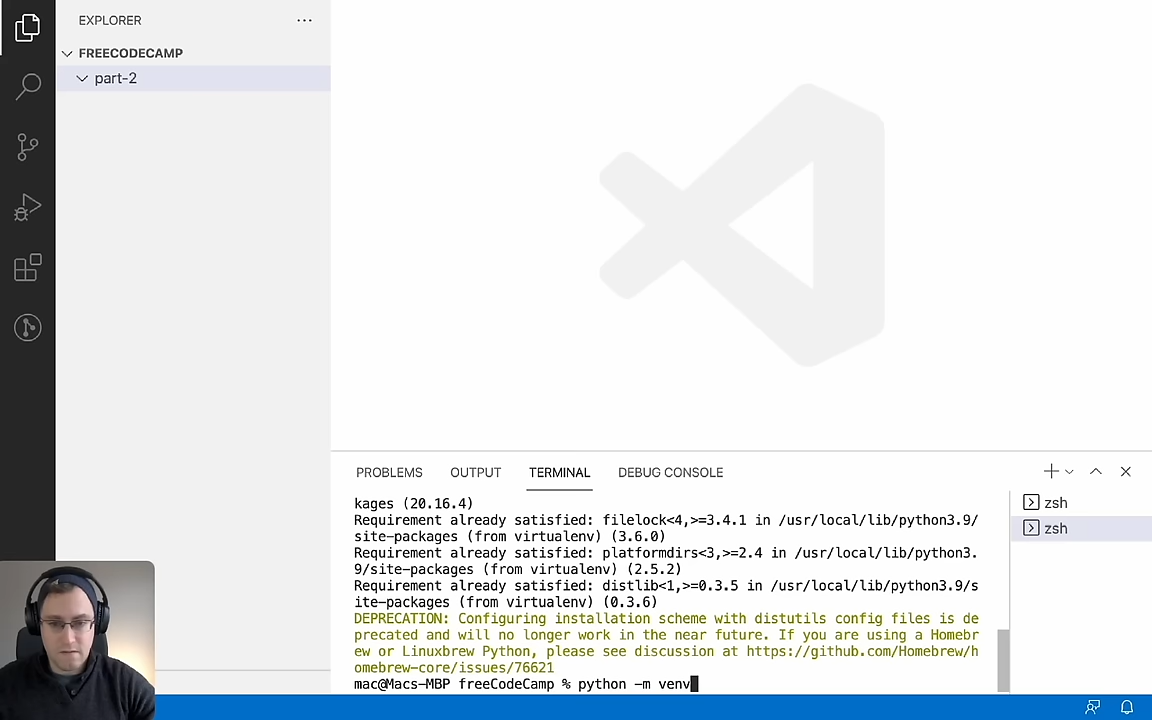 EXPLORER
FREECODECAMP
part-2
PROBLEMS
OUTPUT
TERMINAL
DEBUG CONSOLE
kages (20.16.4)
Requirement already satisfied: filelock<4,>=3.4.1 in /usr/local/lib/python3.9/
site-packages (from virtualenv) (3.6.0)
Requirement already satisfied: platformdirs<3,>=2.4 in /usr/local/lib/python3.
9/site-packages (from virtualenv) (2.5.2)
Requirement already satisfied: distlib<1,>=0.3.5 in /usr/local/lib/python3.9/s
ite-packages (from virtualenv) (0.3.6)
DEPRECATION: Configuring installation scheme with distutils config files is de
precated and will no longer work in the near future. If you are using a Homebr
ew or Linuxbrew Python, please see discussion at https://github.com/Homebrew/h
omebrew-core/issues/76621
mac@Macs-MBP freeCodeCamp % python -m venv
zsh
zsh